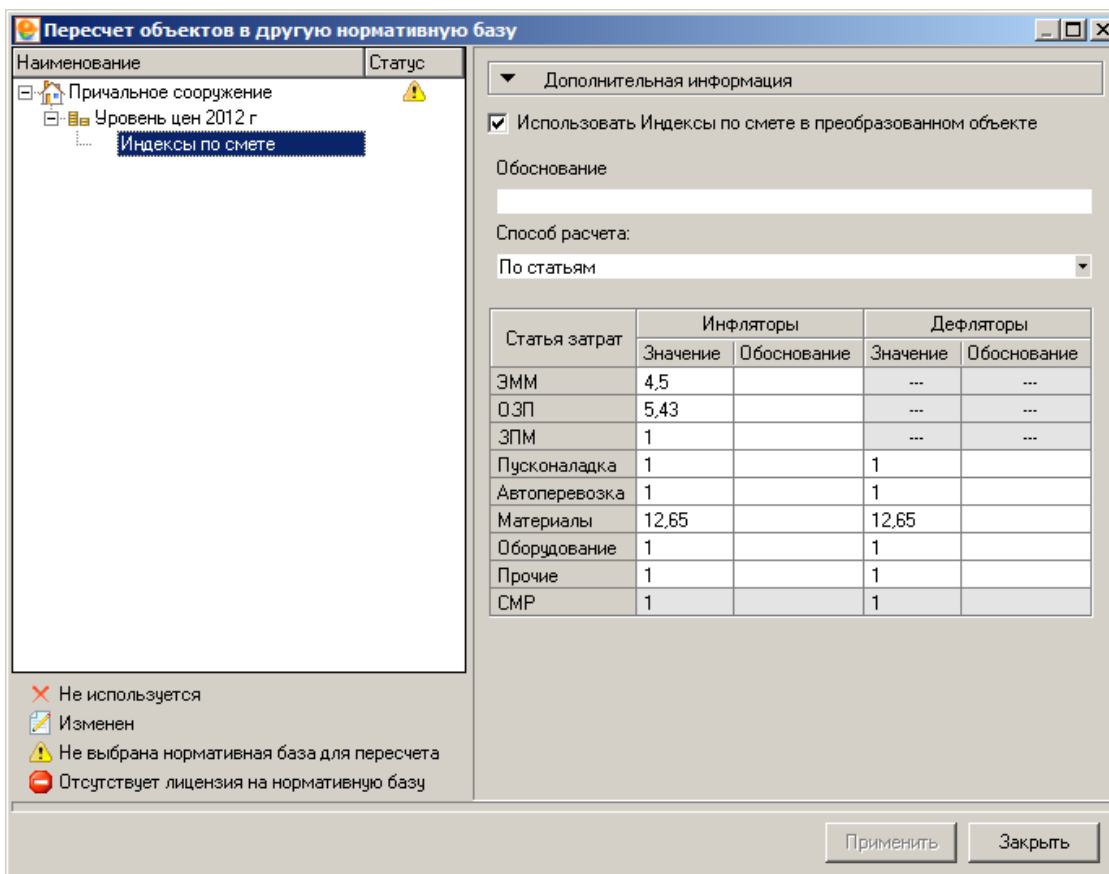 Пересчет объектов в другую нормативную базу
Наименование Статус
Причальное сооружение
Уровень цен 2012 г
Индексы по смете
Не используется
Изменен
Не выбрана нормативная база для пересчета
Отсутствует лицензия на нормативную базу
Дополнительная информация
Использовать Индексы по смете в преобразованном объекте
Обоснование
Способ расчета:
По статьям
Статья затрат Инфляторы Дефляторы
Значение Обоснование Значение Обоснование
ЭММ 4,5 --- ---
ОЗП 5,43 --- ---
ЗПМ 1 --- ---
Пусконаладка 1 1
Автоперевозка 1 1
Материалы 12,65 12,65
Оборудование 1 1
Прочие 1 1
СМР 1 1
Применить Закрыть